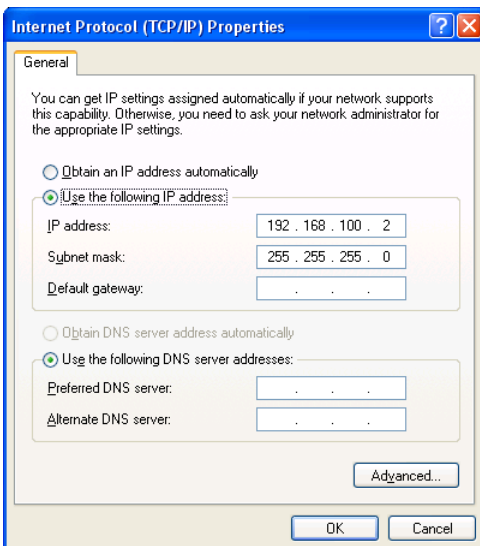 Internet Protocol (TCP/IP) Properties
General
You can get IP settings assigned automatically if your network supports
this capability. Otherwise, you need to ask your network administrator for
the appropriate IP settings.
Obtain an IP address automatically
Use the following IP address:
IP address: 192 . 168 . 100 . 2
Subnet mask: 255 . 255 . 255 . 0
Default gateway: . . .
Obtain DNS server address automatically
Use the following DNS server addresses:
Preferred DNS server: . . .
Alternate DNS server: . . .
Advanced...
OK Cancel